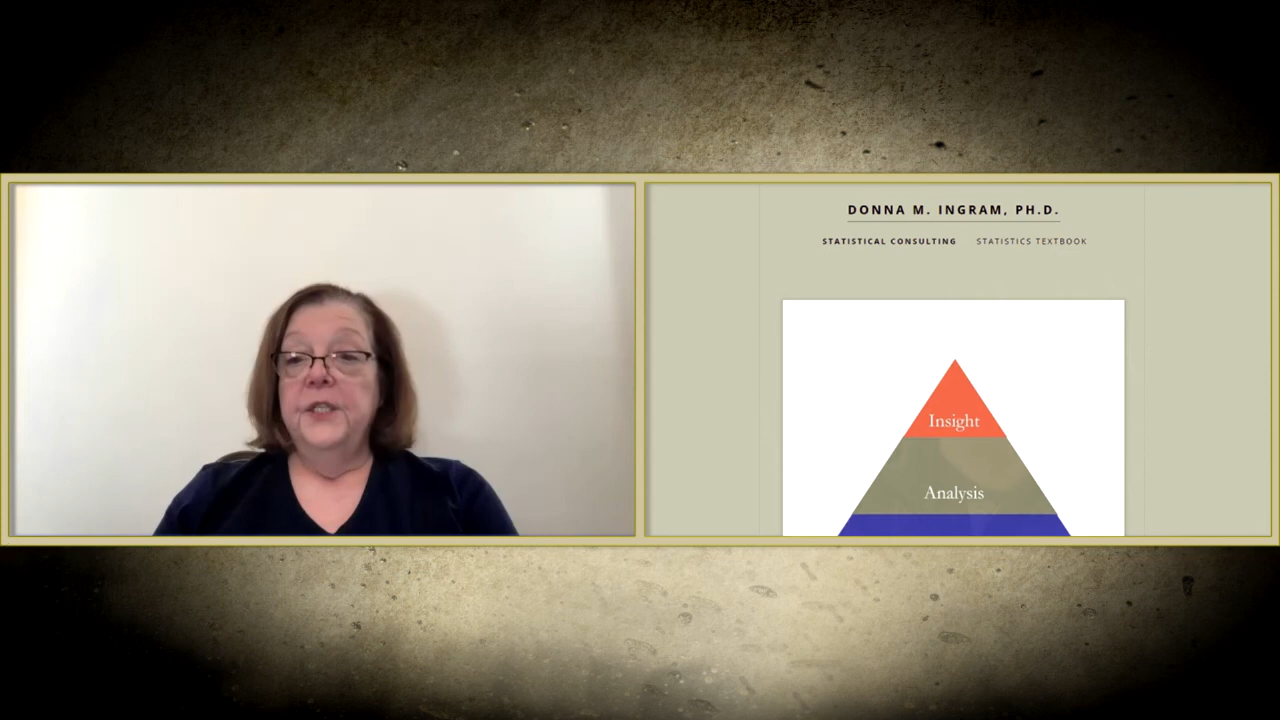 DONNA M. INGRAM, PH.D.
STATISTICAL CONSULTING STATISTICS TEXTBOOK
Insight
Analysis